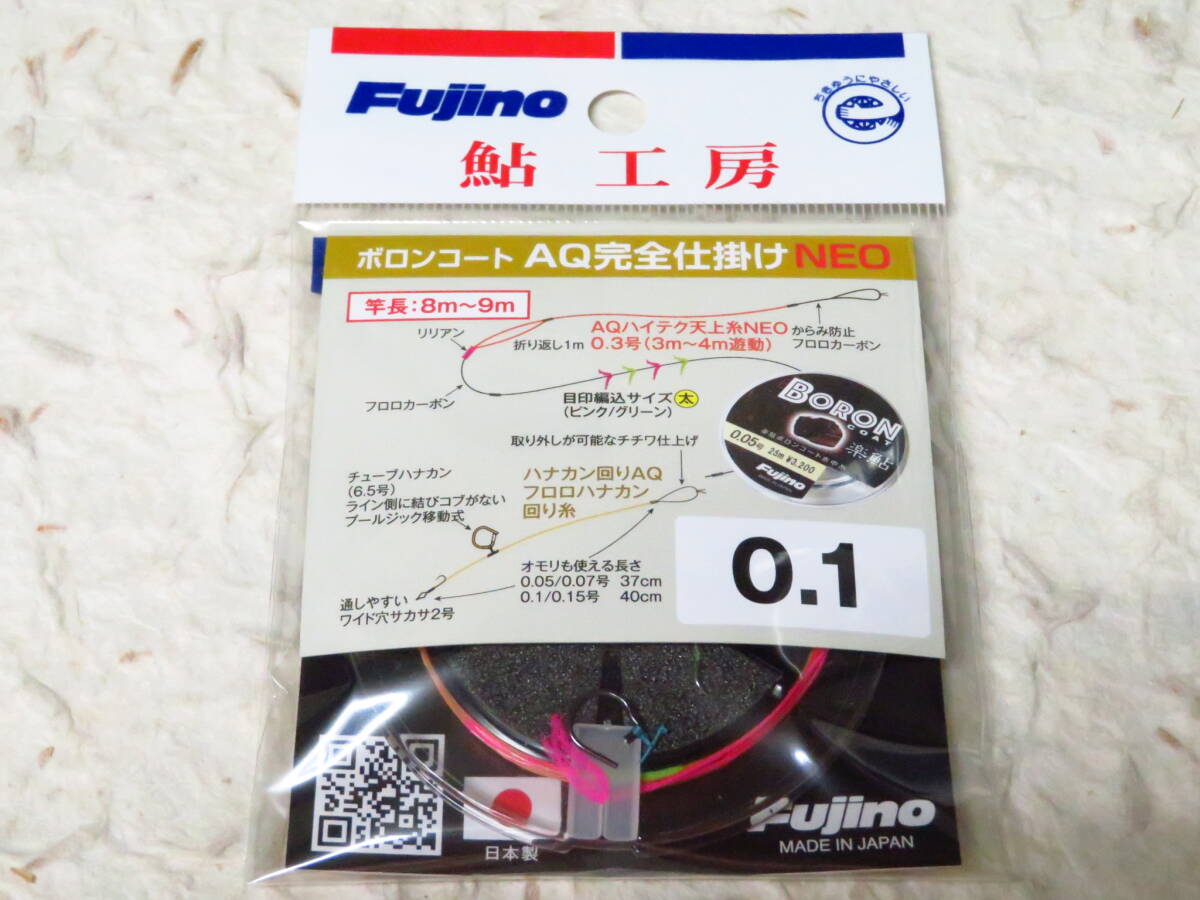 Fujino
ちきゅうにやさしい
鮎 工 房
ボロンコート AQ完全仕掛けNEO
竿長:8m〜9m
リリアン
折り返し1m
AQハイテク天上糸NEO
0.3号(3m〜4m遊動)
からみ防止
フロロカーボン
フロロカーボン
目印編込サイズ 太
(ピンク/グリーン)
取り外しが可能なチチワ仕上げ
BORON
COAT
0.05号 25m ¥3,200
楽鮎
Fujino
チューブハナカン
(6.5号)
ライン側に結びコブがない
プールジック移動式
ハナカン回りAQ
フロロハナカン
回り糸
オモリも使える長さ
0.05/0.07号 37cm
0.1/0.15号 40cm
通しやすい
ワイド穴サカサ2号
0.1
日本製
Fujino
MADE IN JAPAN